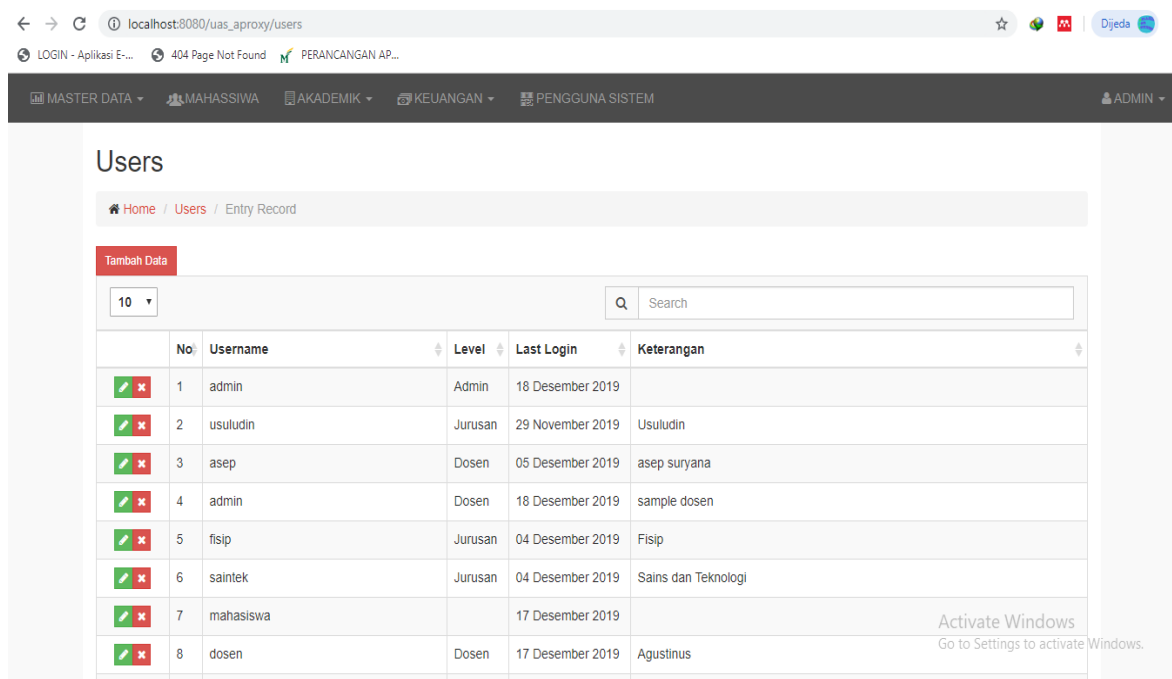 localhost:8080/uas_aproxy/users
Dijeda
LOGIN - Aplikasi E-... 404 Page Not Found PERANCANGAN AP...
MASTER DATA MAHASSIWA AKADEMIK KEUANGAN PENGGUNA SISTEM ADMIN
Users
Home / Users / Entry Record
Tambah Data
10 Search
No Username Level Last Login Keterangan
1 admin Admin 18 Desember 2019
2 usuludin Jurusan 29 November 2019 Usuludin
3 asep Dosen 05 Desember 2019 asep suryana
4 admin Dosen 18 Desember 2019 sample dosen
5 fisip Jurusan 04 Desember 2019 Fisip
6 saintek Jurusan 04 Desember 2019 Sains dan Teknologi
7 mahasiswa 17 Desember 2019
8 dosen Dosen 17 Desember 2019 Agustinus
Activate Windows
Go to Settings to activate Windows.